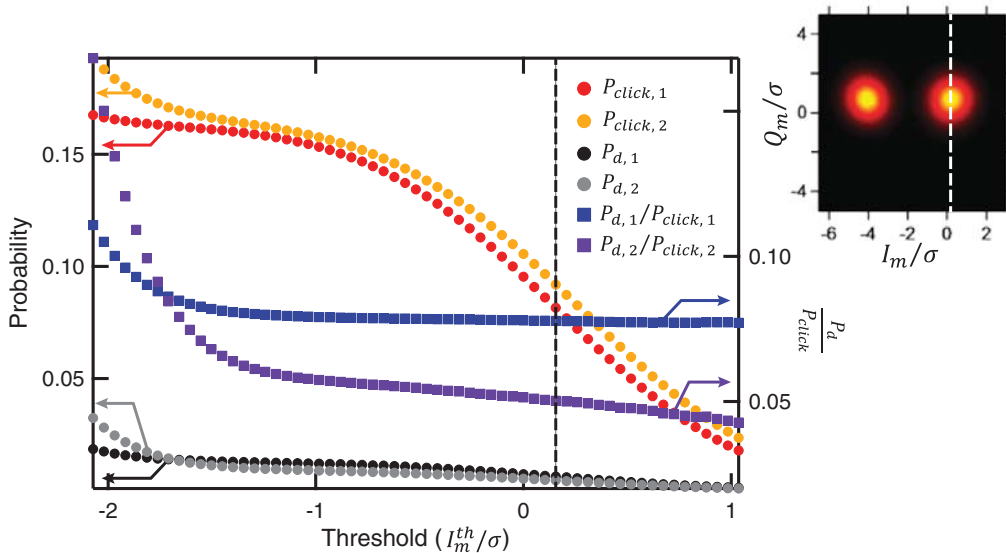 Probability
0.15
0.10
0.05
-2
-1
0
1
Threshold (I_m^th/σ)
P_click, 1
P_click, 2
P_d, 1
P_d, 2
P_d, 1/P_click, 1
P_d, 2/P_click, 2
0.10
0.05
P_d
P_click
4
0
-4
Q_m/σ
-6
-4
-2
0
2
I_m/σ